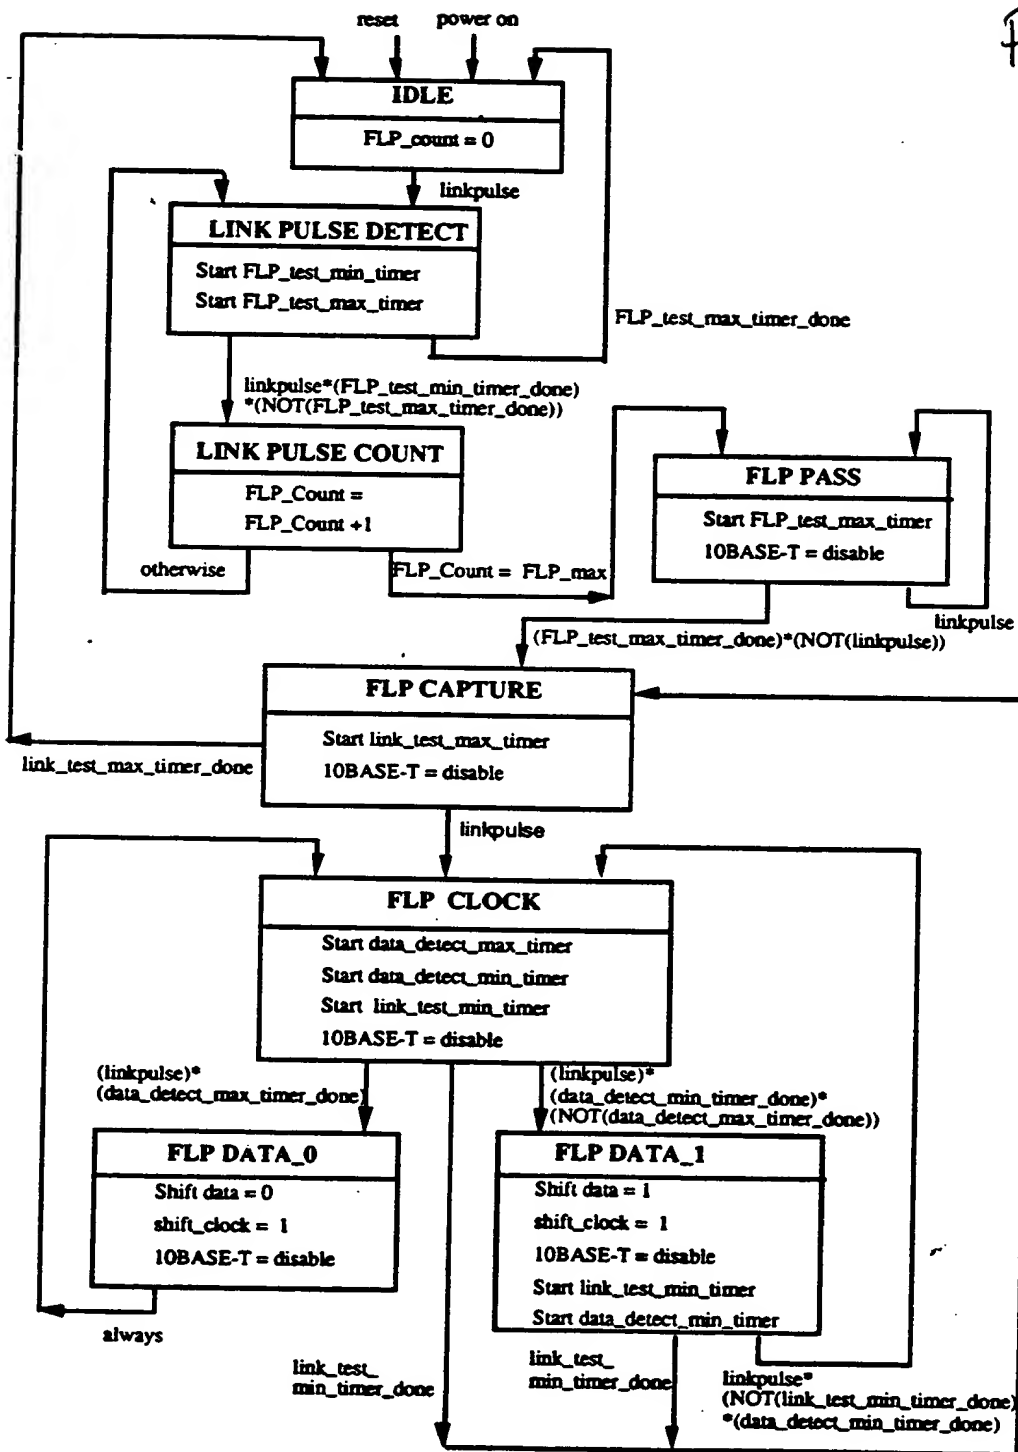 reset power on
IDLE
FLP_count = 0
linkpulse
LINK PULSE DETECT
Start FLP_test_min_timer
Start FLP_test_max_timer
FLP_test_max_timer_done
linkpulse*(FLP_test_min_timer_done)
*(NOT(FLP_test_max_timer_done))
LINK PULSE COUNT
FLP_Count =
FLP_Count +1
otherwise
FLP_Count = FLP_max
FLP PASS
Start FLP_test_max_timer
10BASE-T = disable
linkpulse
(FLP_test_max_timer_done)*(NOT(linkpulse))
FLP CAPTURE
Start link_test_max_timer
10BASE-T = disable
link_test_max_timer_done
linkpulse
FLP CLOCK
Start data_detect_max_timer
Start data_detect_min_timer
Start link_test_min_timer
10BASE-T = disable
(linkpulse)*
(data_detect_max_timer_done)
(linkpulse)*
(data_detect_min_timer_done)*
(NOT(data_detect_max_timer_done))
FLP DATA_0
Shift data = 0
shift_clock = 1
10BASE-T = disable
always
FLP DATA_1
Shift data = 1
shift_clock = 1
10BASE-T = disable
Start link_test_min_timer
Start data_detect_min_timer
link_test_
min_timer_done
link_test_
min_timer_done
linkpulse*
(NOT(link_test_min_timer_done)
*(data_detect_min_timer_done)